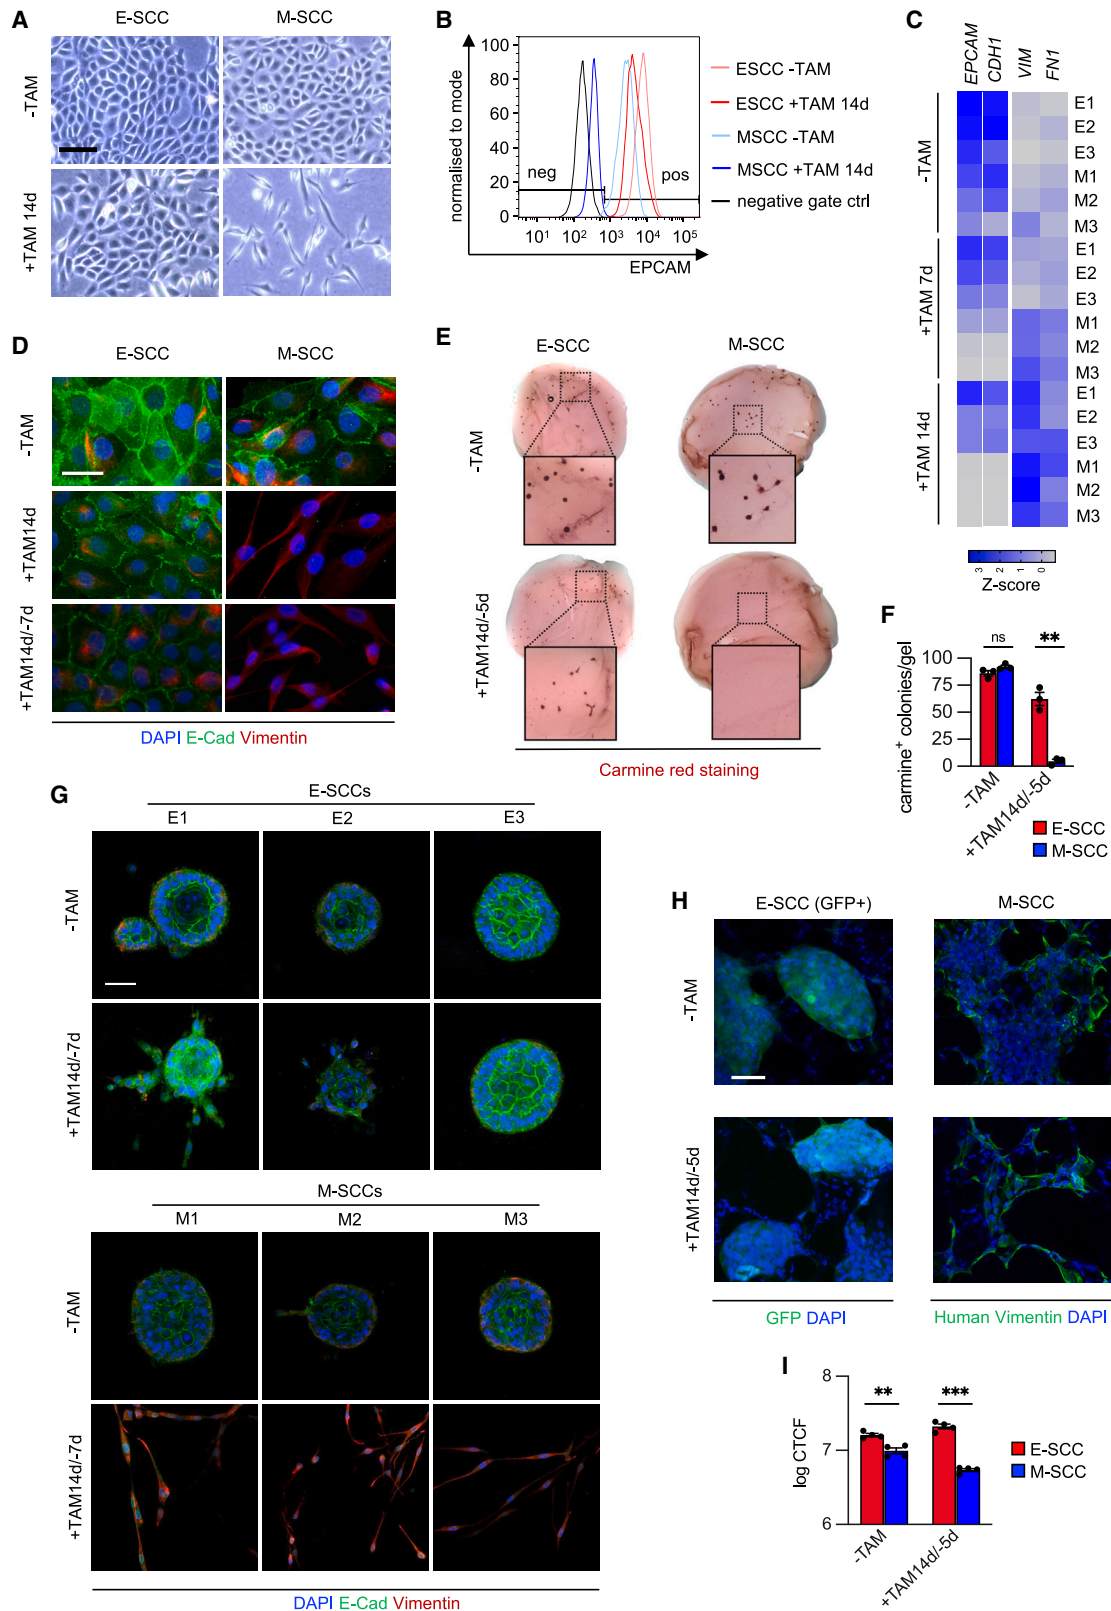 A
E-SCC M-SCC
-TAM
+TAM 14d
B
normalised to mode
100
80
60
40
20
0
neg
pos
10¹ 10² 10³ 10⁴ 10⁵
EPCAM
ESCC -TAM
ESCC +TAM 14d
MSCC -TAM
MSCC +TAM 14d
negative gate ctrl
C
EPCAM CDH1 VIM FN1
-TAM
E1
E2
E3
M1
M2
M3
+TAM 7d
E1
E2
E3
M1
M2
M3
+TAM 14d
E1
E2
E3
M1
M2
M3
3 2 1 0
Z-score
D
E-SCC M-SCC
-TAM
+TAM14d
+TAM14d/-7d
DAPI E-Cad Vimentin
E
E-SCC M-SCC
-TAM
+TAM14d/-5d
Carmine red staining
F
carmine⁺ colonies/gel
100
75
50
25
0
ns **
-TAM
+TAM14d/-5d
E-SCC
M-SCC
G
E-SCCs
E1 E2 E3
-TAM
+TAM14d/-7d
M-SCCs
M1 M2 M3
-TAM
+TAM14d/-7d
DAPI E-Cad Vimentin
H
E-SCC (GFP+) M-SCC
-TAM
+TAM14d/-5d
GFP DAPI
Human Vimentin DAPI
I
log CTCF
8
7
6
** ***
-TAM
+TAM14d/-5d
E-SCC
M-SCC